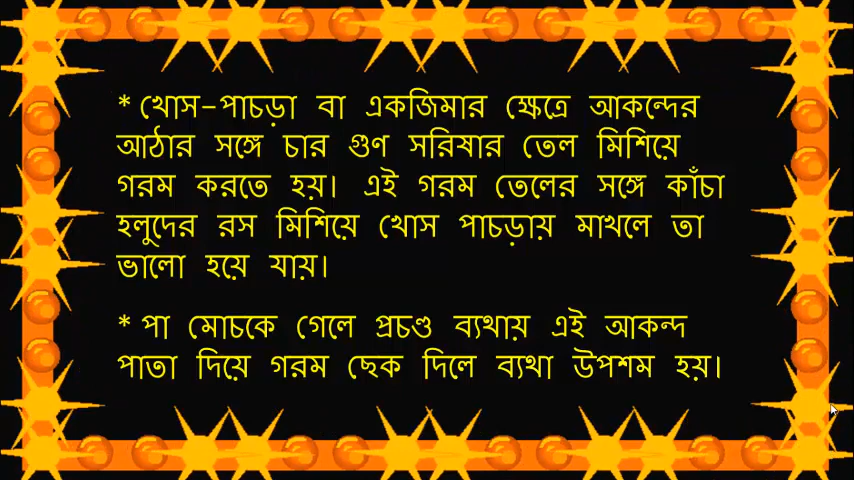 * খোস-পাচড়া বা একজিমার ক্ষেত্রে আকন্দের
আঠার সঙ্গে চার গুণ সরিষার তেল মিশিয়ে
গরম করতে হয়। এই গরম তেলের সঙ্গে কাঁচা
হলুদের রস মিশিয়ে খোস পাচড়ায় মাখলে তা
ভালো হয়ে যায়।
* পা মোচকে গেলে প্রচণ্ড ব্যথায় এই আকন্দ
পাতা দিয়ে গরম ছেক দিলে ব্যথা উপশম হয়।